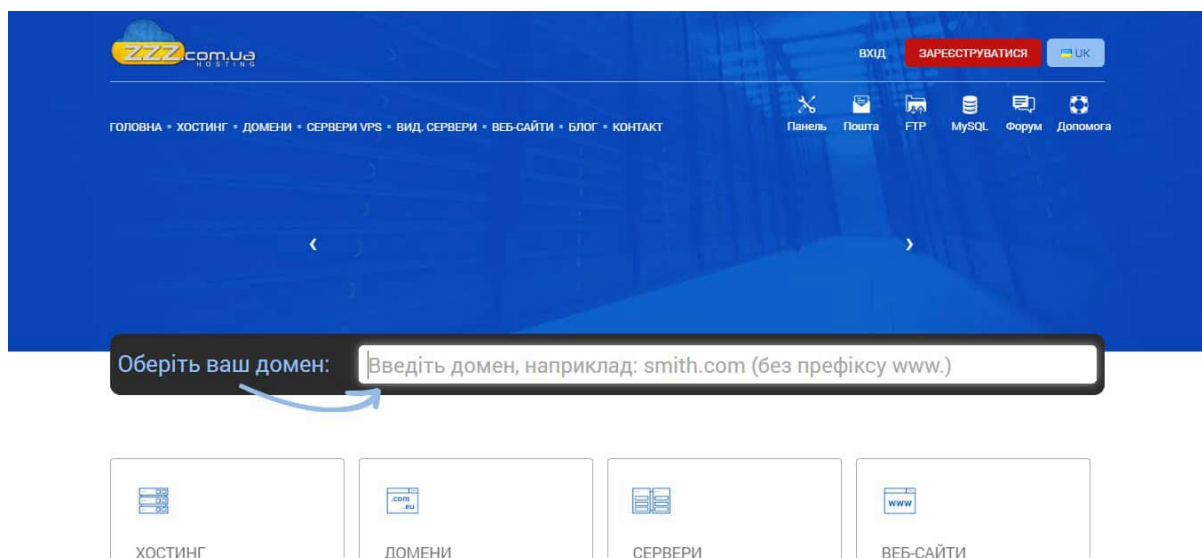 ZZZ.com.ua
HOSTING
ВХІД
ЗАРЕЄСТРУВАТИСЯ
UK
ГОЛОВНА • ХОСТИНГ • ДОМЕНИ • СЕРВЕРИ VPS • ВИД. СЕРВЕРИ • ВЕБ-САЙТИ • БЛОГ • КОНТАКТ
Панель Пошта FTP MySQL Форум Допомога
Оберіть ваш домен:
Введіть домен, наприклад: smith.com (без префіксу www.)
.com
.eu
www
ХОСТИНГ
ДОМЕНИ
СЕРВЕРИ
ВЕБ-САЙТИ